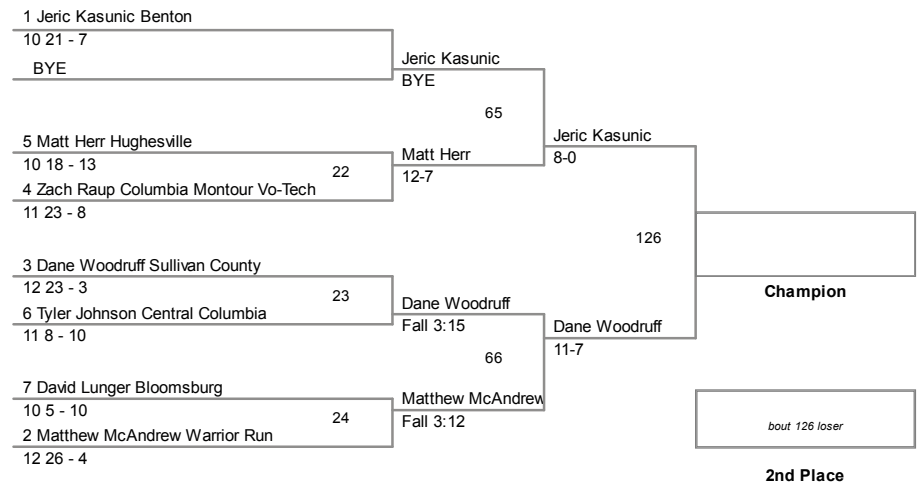 1 Jeric Kasunic Benton
10 21 - 7
BYE
Jeric Kasunic
BYE
65
5 Matt Herr Hughesville
10 18 - 13
22
4 Zach Raup Columbia Montour Vo-Tech
11 23 - 8
Matt Herr
12-7
Jeric Kasunic
8-0
126
3 Dane Woodruff Sullivan County
12 23 - 3
23
6 Tyler Johnson Central Columbia
11 8 - 10
Dane Woodruff
Fall 3:15
66
Dane Woodruff
11-7
7 David Lunger Bloomsburg
10 5 - 10
24
2 Matthew McAndrew Warrior Run
12 26 - 4
Matthew McAndrew
Fall 3:12
Champion
bout 126 loser
2nd Place